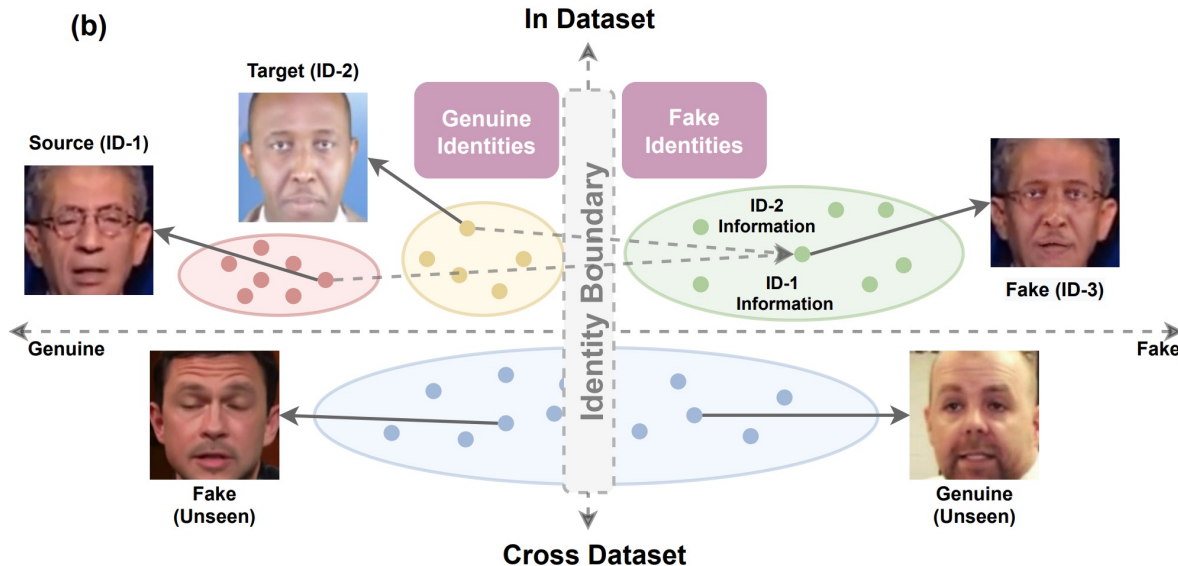 (b)
In Dataset
Target (ID-2)
Genuine
Identities
Fake
Identities
Source (ID-1)
ID-2
Information
ID-1
Information
Fake (ID-3)
Identity Boundary
Genuine
Fake
Fake
(Unseen)
Genuine
(Unseen)
Cross Dataset